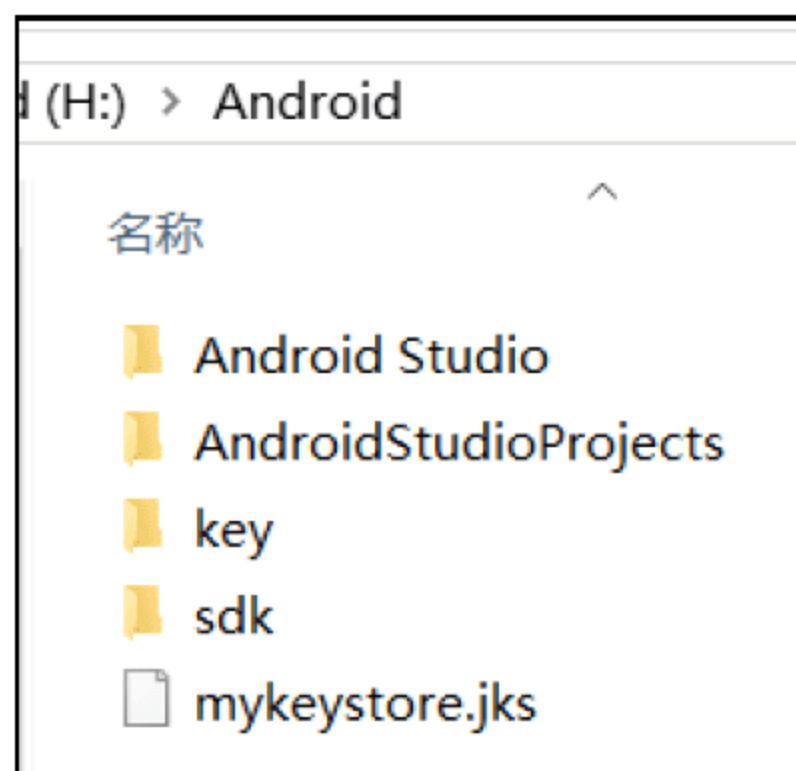 (H:) > Android
名称
Android Studio
AndroidStudioProjects
key
sdk
mykeystore.jks